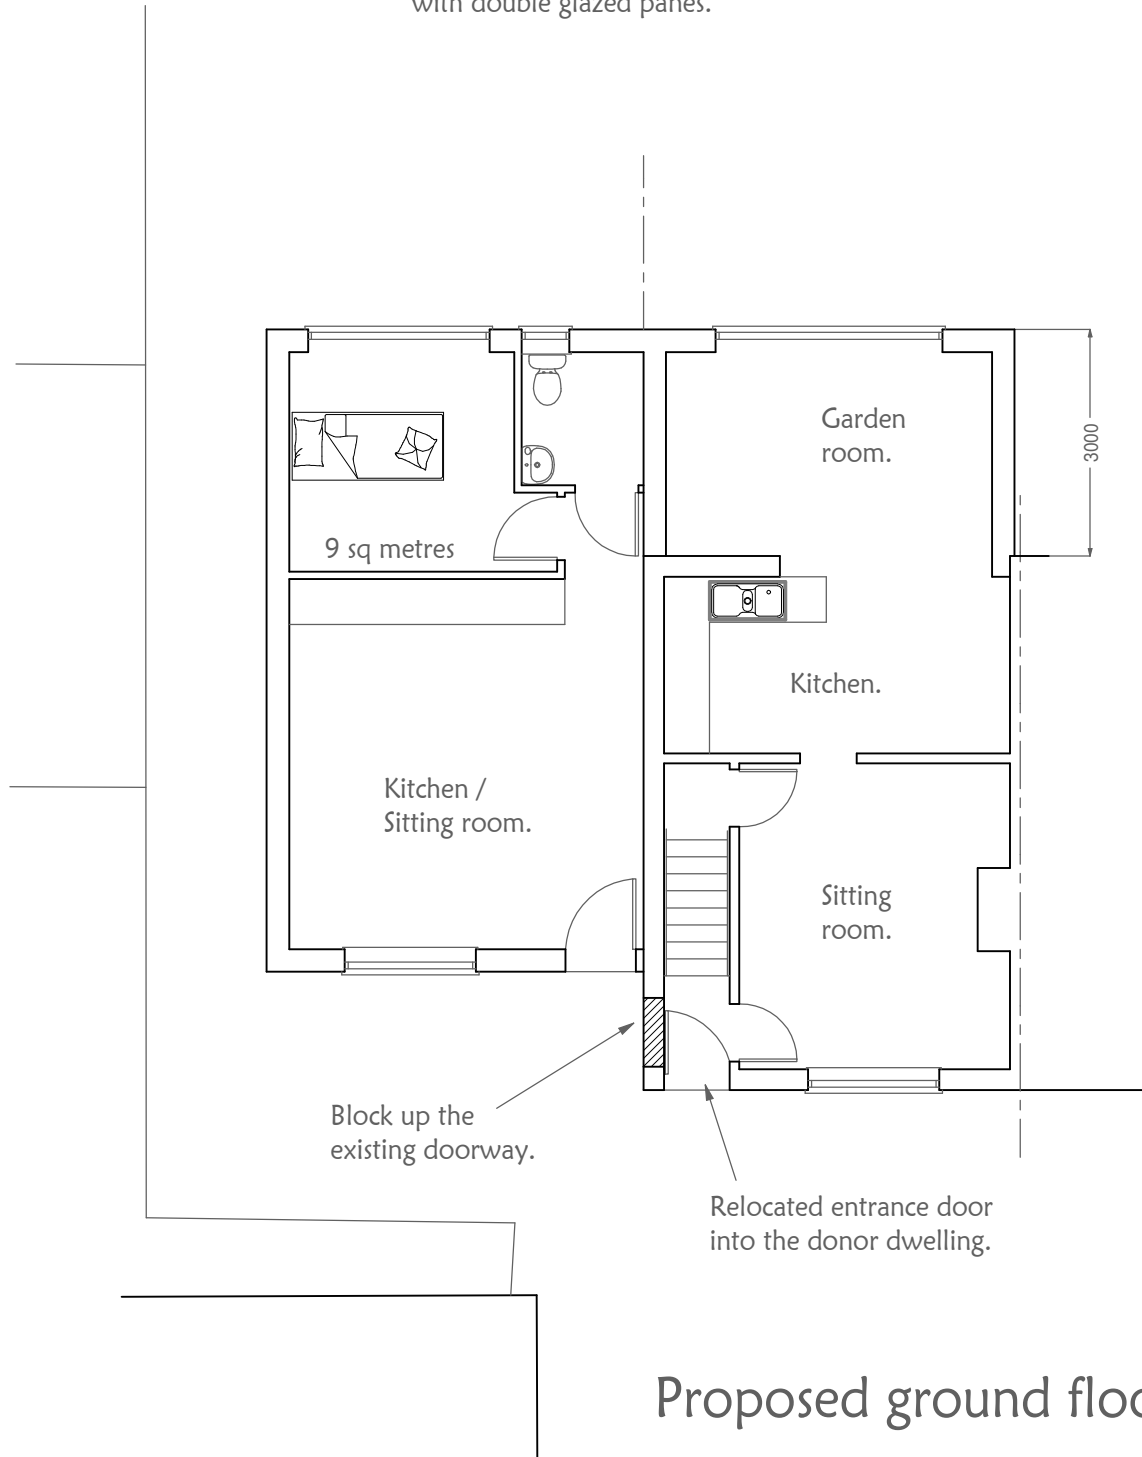 with double glazed panes.
Garden
room.
3000
9 sq metres
Kitchen.
Kitchen /
Sitting room.
Sitting
room.
Block up the
existing doorway.
Relocated entrance door
into the donor dwelling.
Proposed ground floo